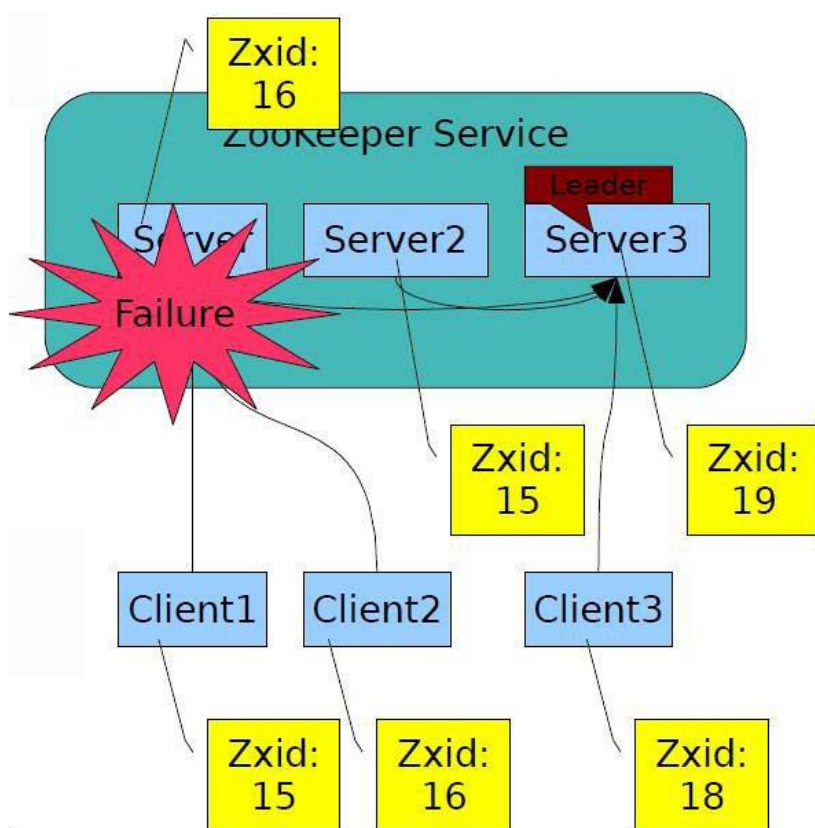 Zxid:
16
ZooKeeper Service
Leader
Server
Server2
Server3
Failure
Zxid:
15
Zxid:
19
Client1
Client2
Client3
Zxid:
15
Zxid:
16
Zxid:
18